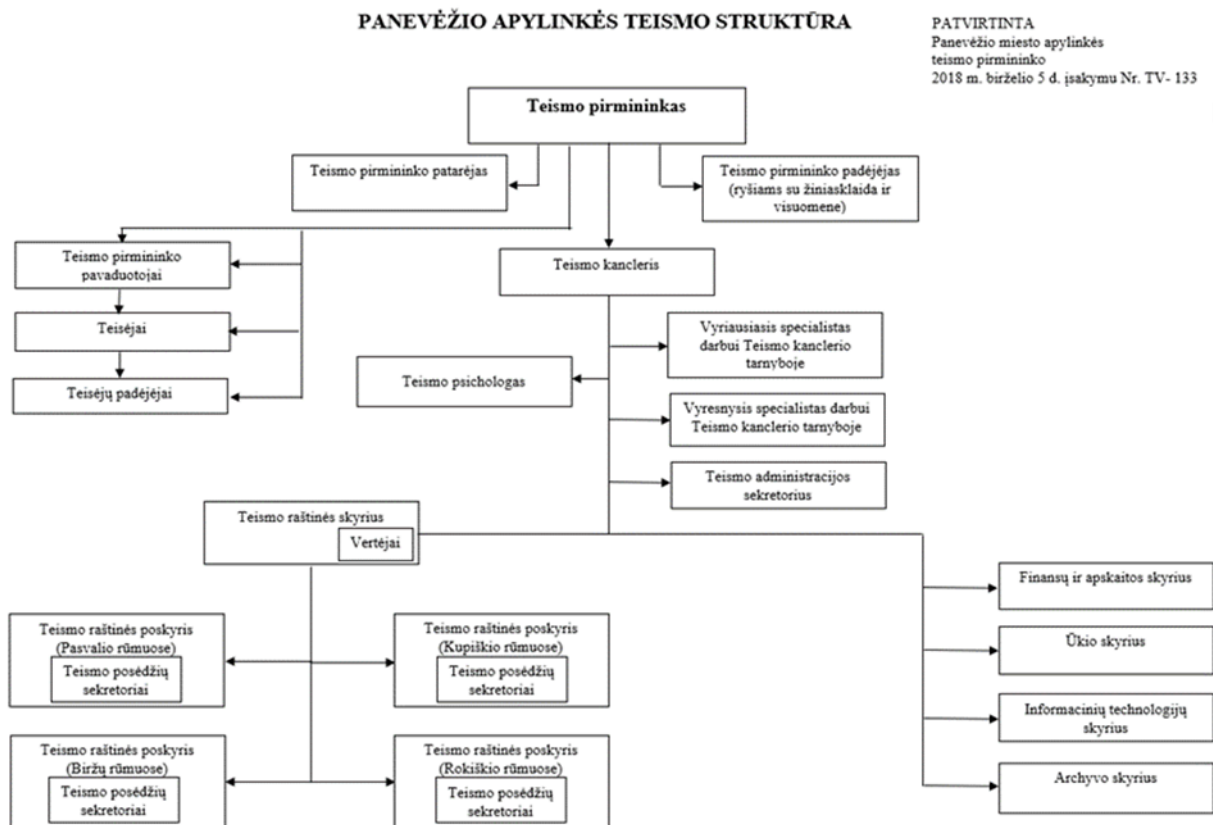 PANEVĖŽIO APYLINKĖS TEISMO STRUKTŪRA
PATVIRTINTA
Panevėžio miesto apylinkės
teismo pirmininko
2018 m. birželio 5 d. įsakymu Nr. TV- 133
Teismo pirmininkas
Teismo pirmininko patarėjas
Teismo pirmininko padėjėjas
(ryšiams su žiniasklaida ir
visuomene)
Teismo pirmininko
pavaduotojai
Teismo kancleris
Teisėjai
Teisėjų padėjėjai
Vyriausiasis specialistas
darbui Teismo kanclerio
tarnyboje
Teismo psichologas
Vyresnysis specialistas darbui
Teismo kanclerio tarnyboje
Teismo administracijos
sekretorius
Teismo raštinės skyrius
Vertėjai
Finansų ir apskaitos skyrius
Teismo raštinės poskyris
(Pasvalio rūmuose)
Teismo posėdžių
sekretoriai
Teismo raštinės poskyris
(Kupiškio rūmuose)
Teismo posėdžių
sekretoriai
Ūkio skyrius
Informacinių technologijų
skyrius
Teismo raštinės poskyris
(Biržų rūmuose)
Teismo posėdžių
sekretoriai
Teismo raštinės poskyris
(Rokiškio rūmuose)
Teismo posėdžių
sekretoriai
Archyvo skyrius